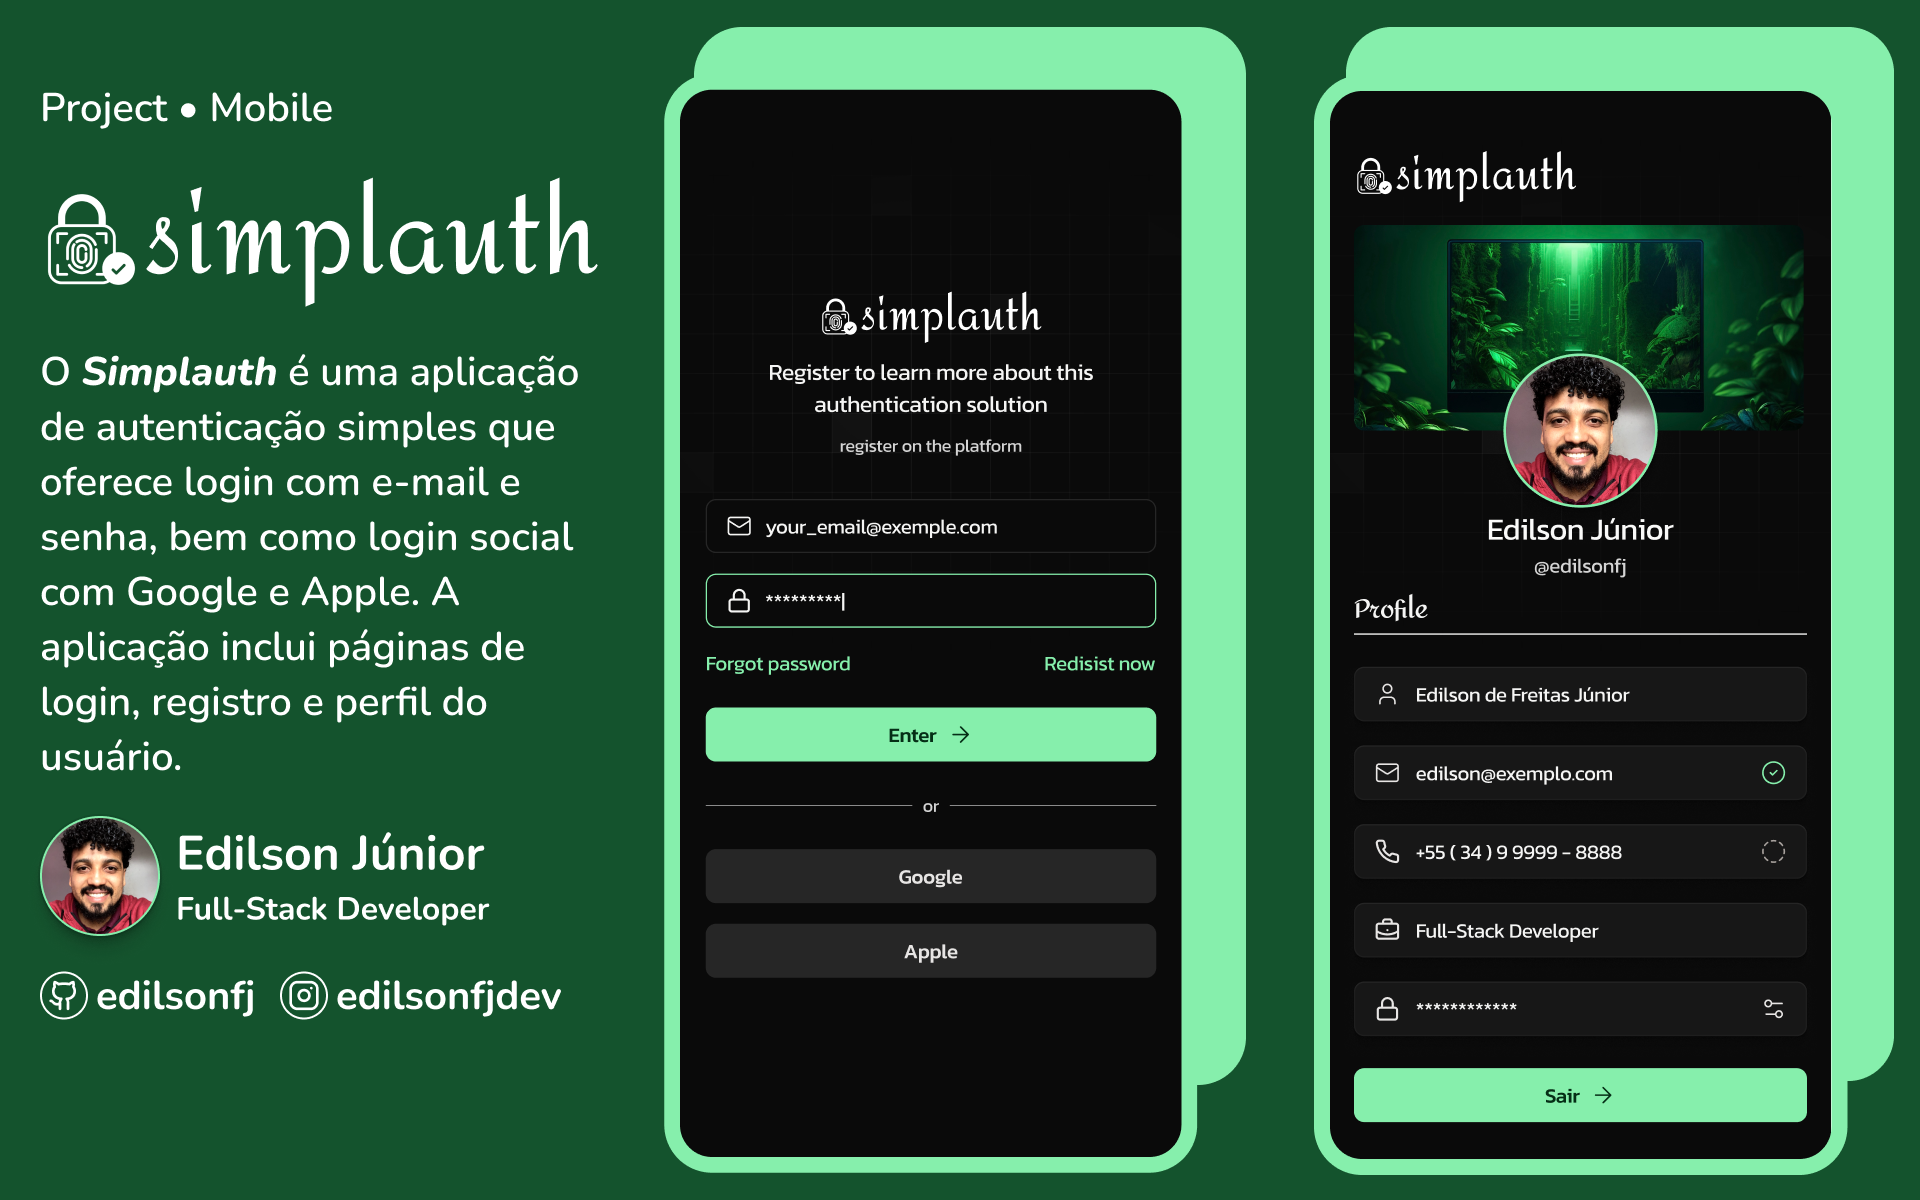 Project • Mobile
simplauth
O Simplauth é uma aplicação
de autenticação simples que
oferece login com e-mail e
senha, bem como login social
com Google e Apple. A
aplicação inclui páginas de
login, registro e perfil do
usuário.
Edilson Júnior
Full-Stack Developer
edilsonfj edilsonfjdev
simplauth
Register to learn more about this
authentication solution
register on the platform
your_email@exemple.com
*********|
Forgot password Redisist now
Enter →
or
Google
Apple
simplauth
Edilson Júnior
@edilsonfj
Profile
Edilson de Freitas Júnior
edilson@exemplo.com
+55 ( 34 ) 9 9999 - 8888
Full-Stack Developer
************
Sair →